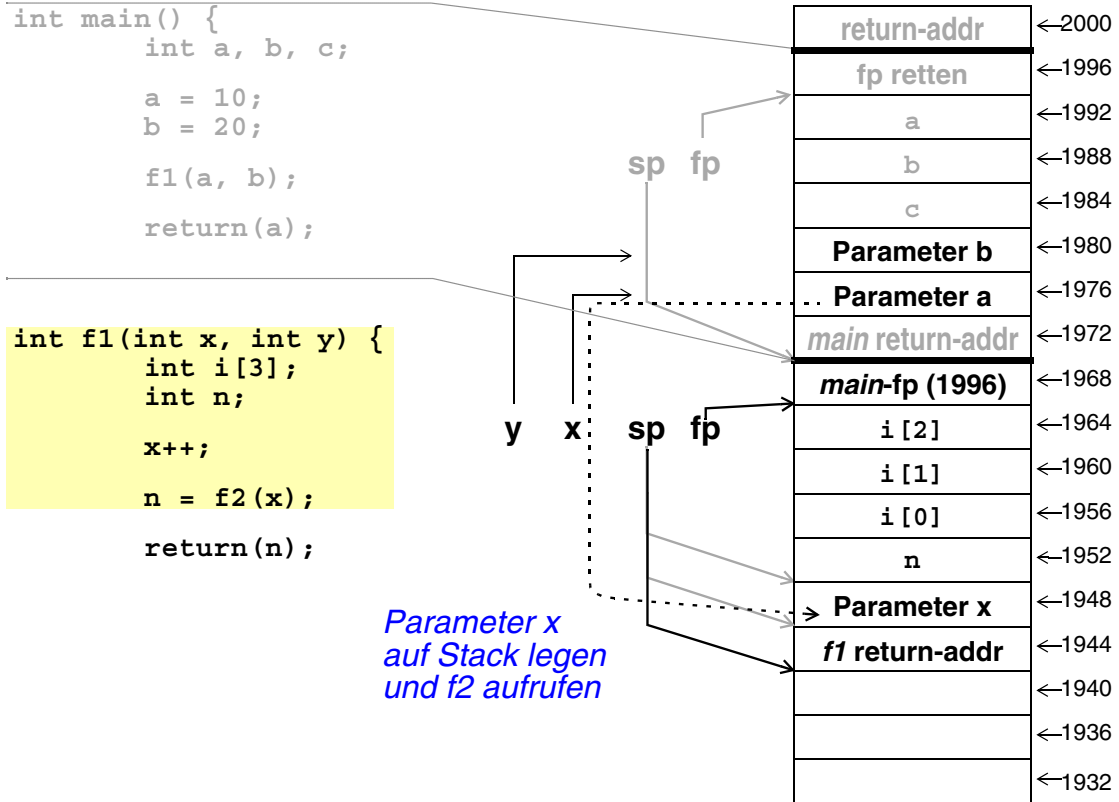 int main() {
int a, b, c;
a = 10;
b = 20;
f1(a, b);
return(a);
int f1(int x, int y) {
int i[3];
int n;
x++;
n = f2(x);
return(n);
sp fp
y x sp fp
Parameter x
auf Stack legen
und f2 aufrufen
return-addr 2000
fp retten 1996
a 1992
b 1988
c 1984
Parameter b 1980
Parameter a 1976
main return-addr 1972
main-fp (1996) 1968
i[2] 1964
i[1] 1960
i[0] 1956
n 1952
Parameter x 1948
f1 return-addr 1944
1940
1936
1932